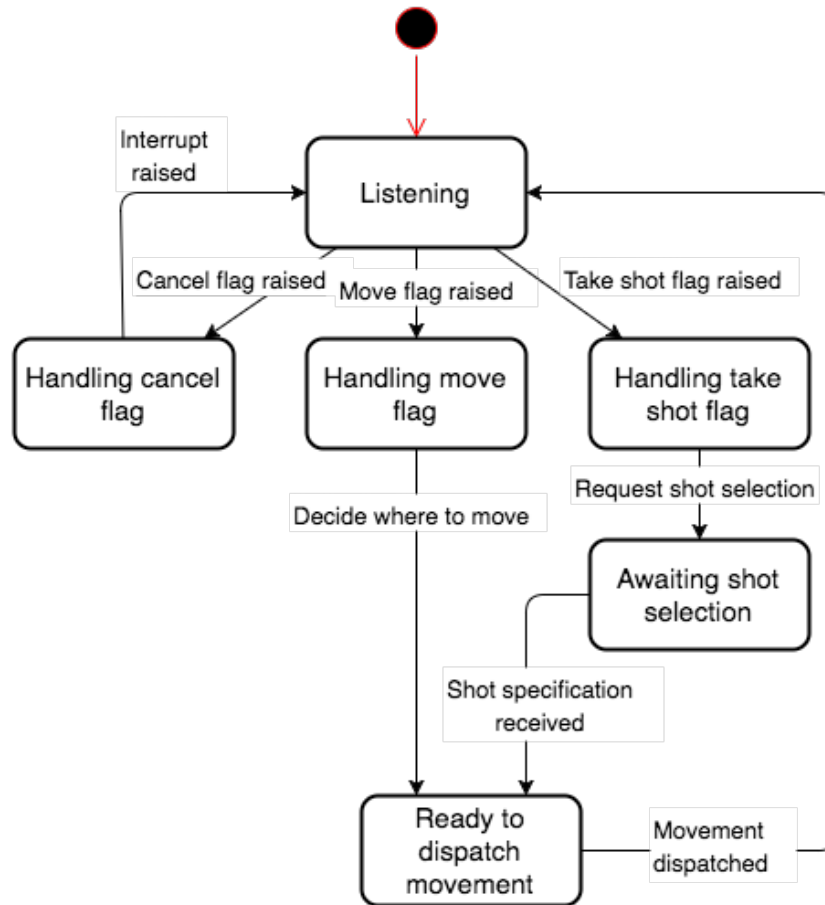 Interrupt
raised
Listening
Cancel flag raised
Move flag raised
Take shot flag raised
Handling cancel
flag
Handling move
flag
Handling take
shot flag
Request shot selection
Decide where to move
Awaiting shot
selection
Shot specification
received
Ready to
dispatch
movement
Movement
dispatched